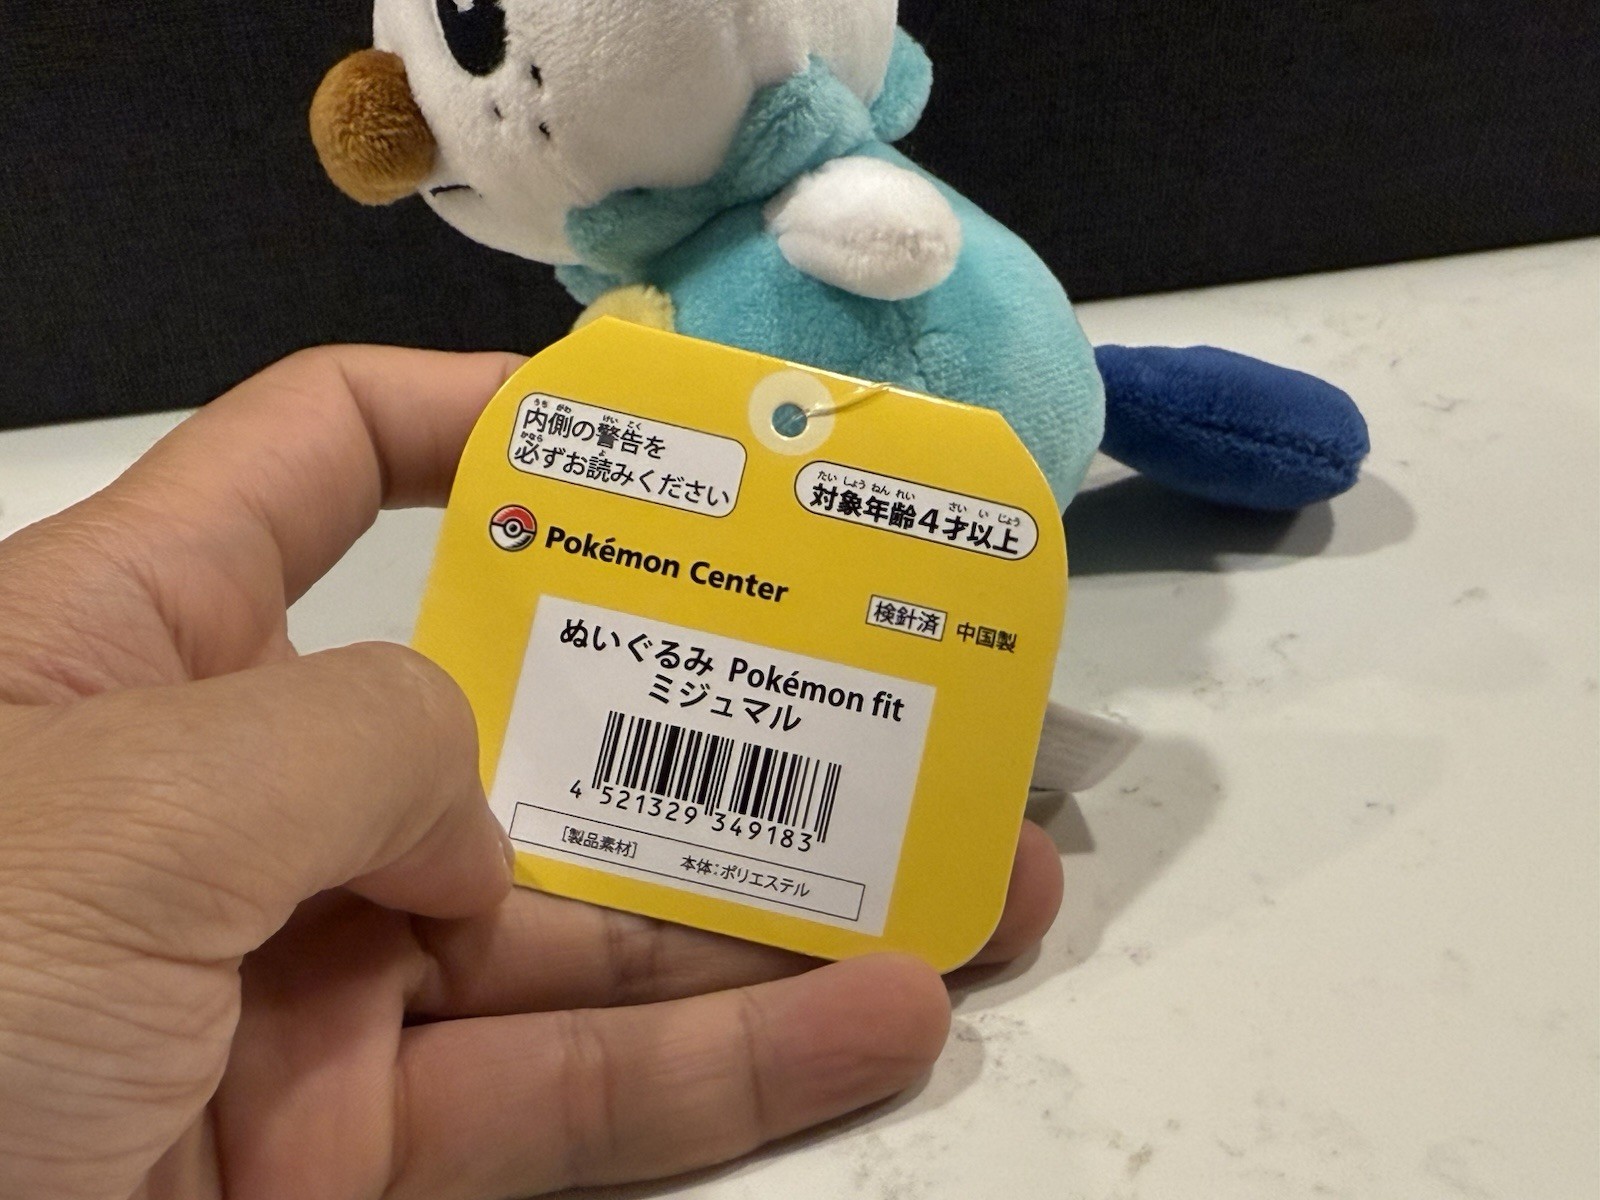 内側の警告を
必ずお読みください
対象年齢4才以上
Pokémon Center
検針済 中国製
ぬいぐるみ Pokémon fit
ミジュマル
4 521329 349183
[製品素材] 本体:ポリエステル